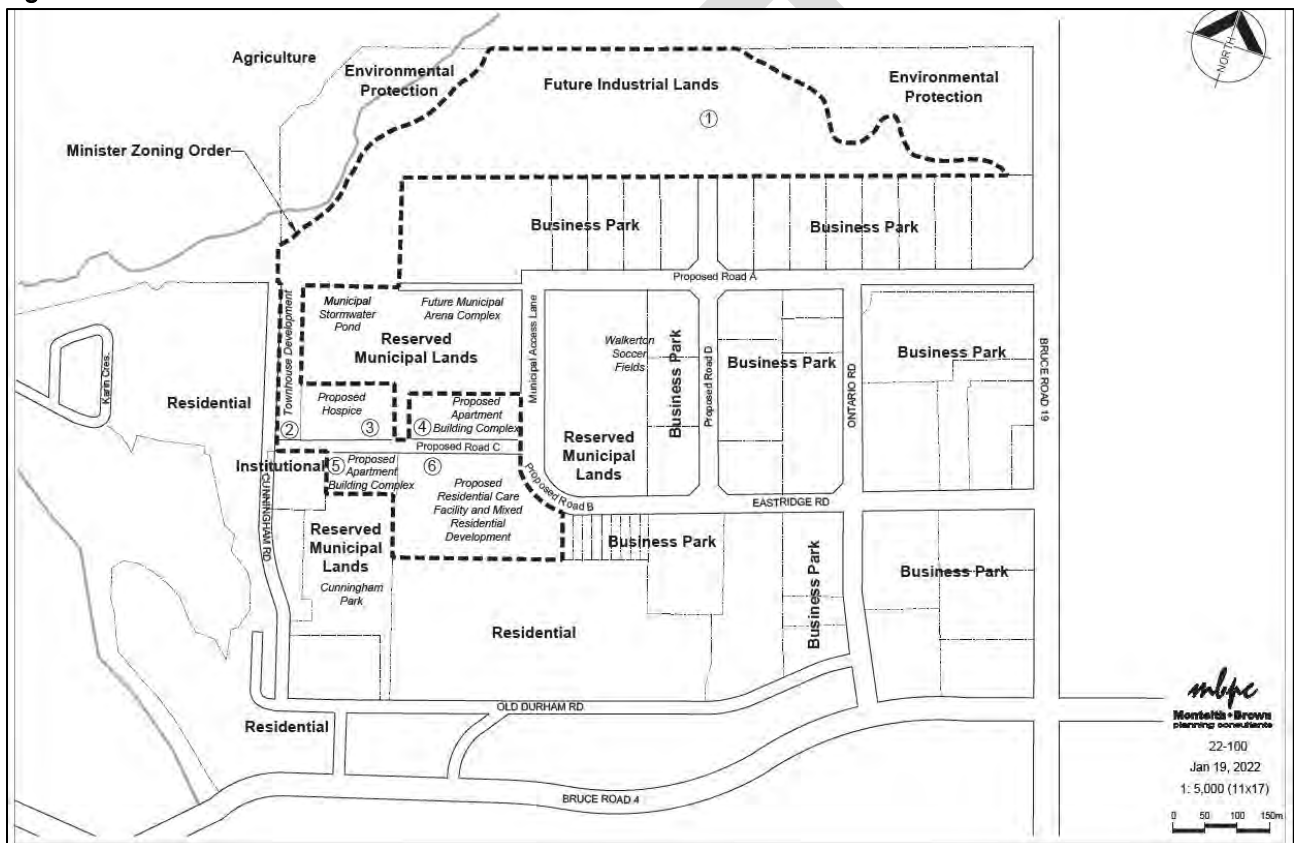 Agriculture
Environmental
Protection
Future Industrial Lands
Environmental
Protection
NORTH
①
Minister Zoning Order
Business Park
Business Park
Proposed Road A
Townhouse Development
Municipal
Stormwater
Pond
Future Municipal
Arena Complex
Reserved
Municipal Lands
Municipal Access Lane
Walkerton
Soccer
Fields
Business Park
Proposed Road D
Business Park
ONTARIO RD
Business Park
BRUCE ROAD 19
Karin Cres.
Residential
Proposed
Hospice
②
③
④
Proposed
Apartment
Building Complex
Proposed Road C
Reserved
Municipal
Lands
Institutional
⑤
Proposed
Apartment
Building Complex
⑥
Proposed
Residential Care
Facility and Mixed
Residential
Development
Proposed Road B
EASTRIDGE RD
CUNNINGHAM RD
Reserved
Municipal
Lands
Cunningham
Park
Business Park
Business Park
Business Park
Residential
Residential
OLD DURHAM RD
BRUCE ROAD 4
mbpc
Monteith•Brown
planning consultants
22-100
Jan 19, 2022
1: 5,000 (11x17)
0 50 100 150m